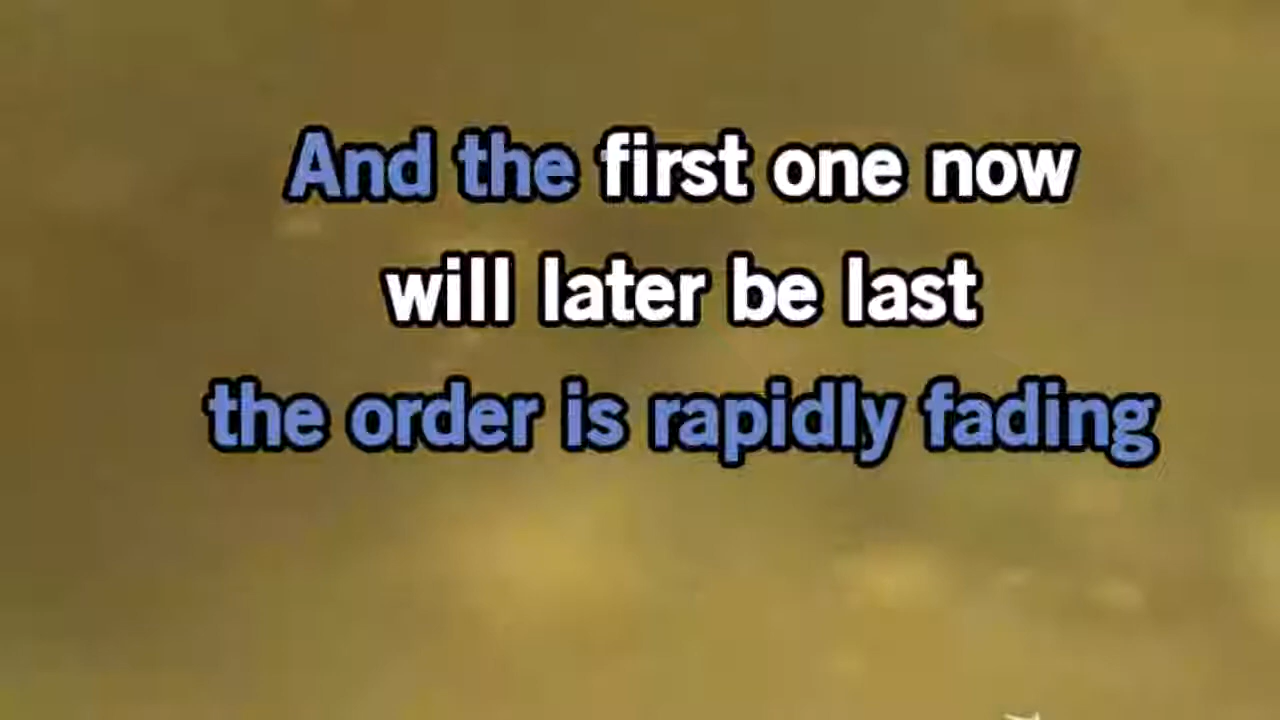 And the first one now
will later be last
the order is rapidly fading